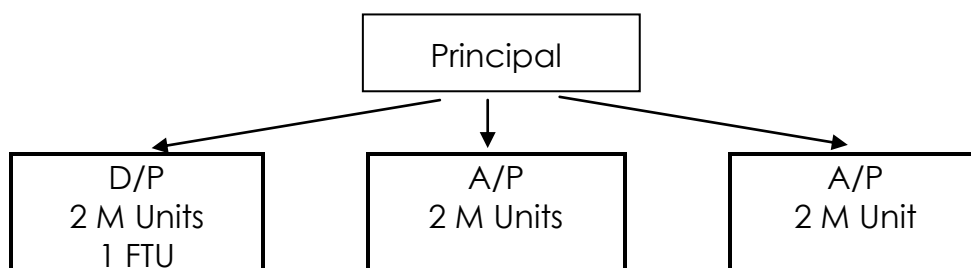 Principal
D/P
2 M Units
1 FTU
A/P
2 M Units
A/P
2 M Unit